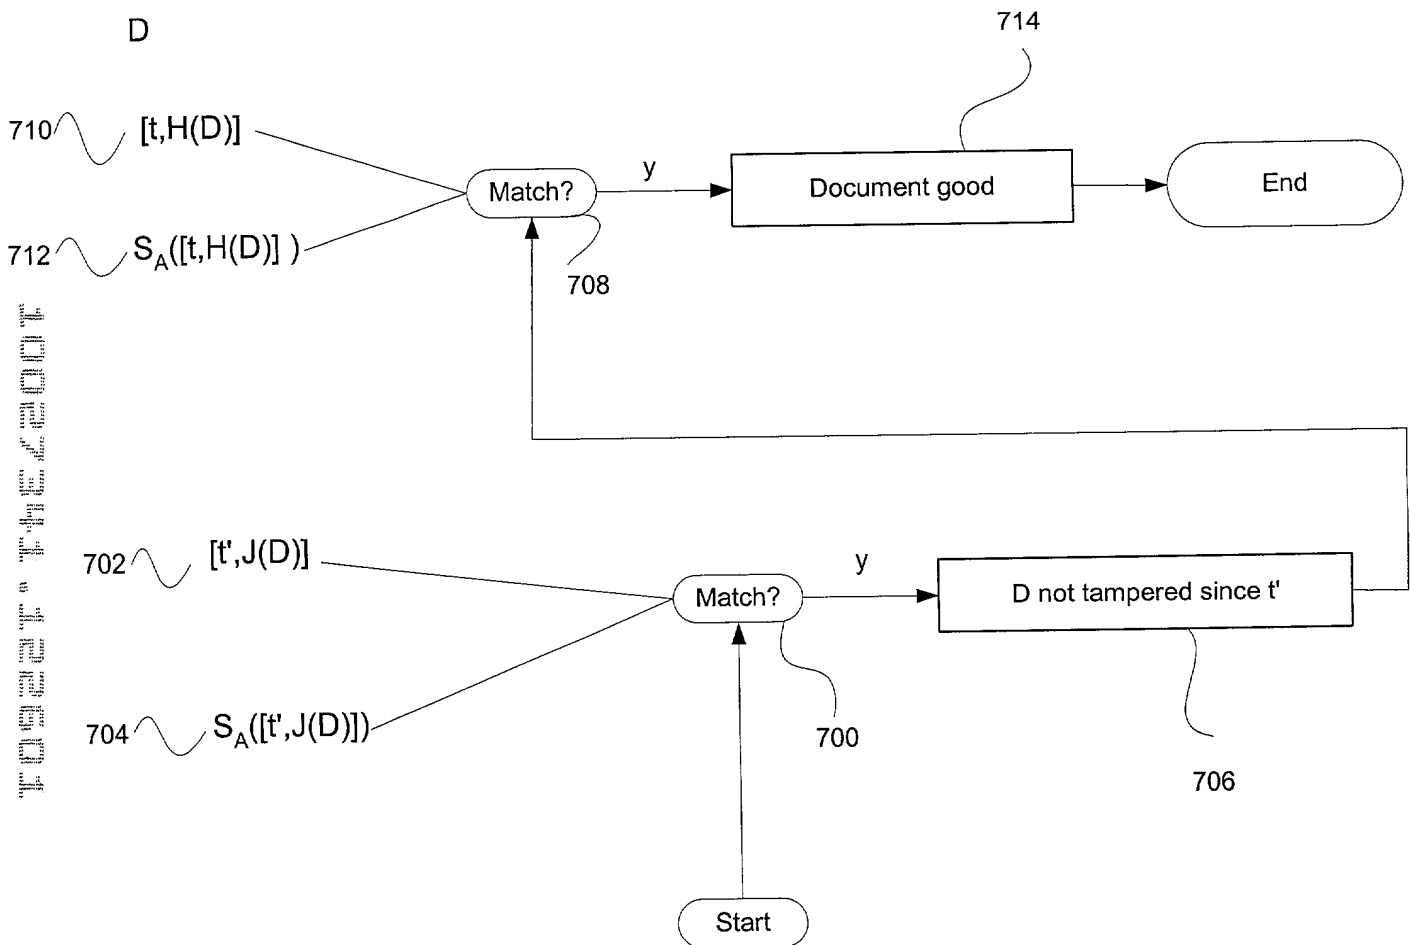 D
714
710 [t,H(D)]
Match?
y
Document good
End
712 S_A([t,H(D)] )
708
702 [t',J(D)]
Match?
y
D not tampered since t'
704 S_A([t',J(D)])
700
706
Start